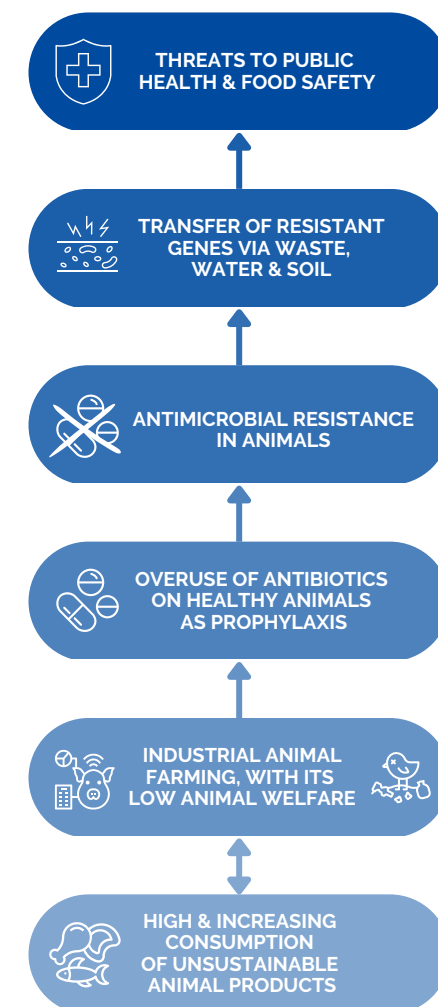 THREATS TO PUBLIC
HEALTH & FOOD SAFETY
TRANSFER OF RESISTANT
GENES VIA WASTE,
WATER & SOIL
ANTIMICROBIAL RESISTANCE
IN ANIMALS
OVERUSE OF ANTIBIOTICS
ON HEALTHY ANIMALS
AS PROPHYLAXIS
INDUSTRIAL ANIMAL
FARMING, WITH ITS
LOW ANIMAL WELFARE
HIGH & INCREASING
CONSUMPTION
OF UNSUSTAINABLE
ANIMAL PRODUCTS